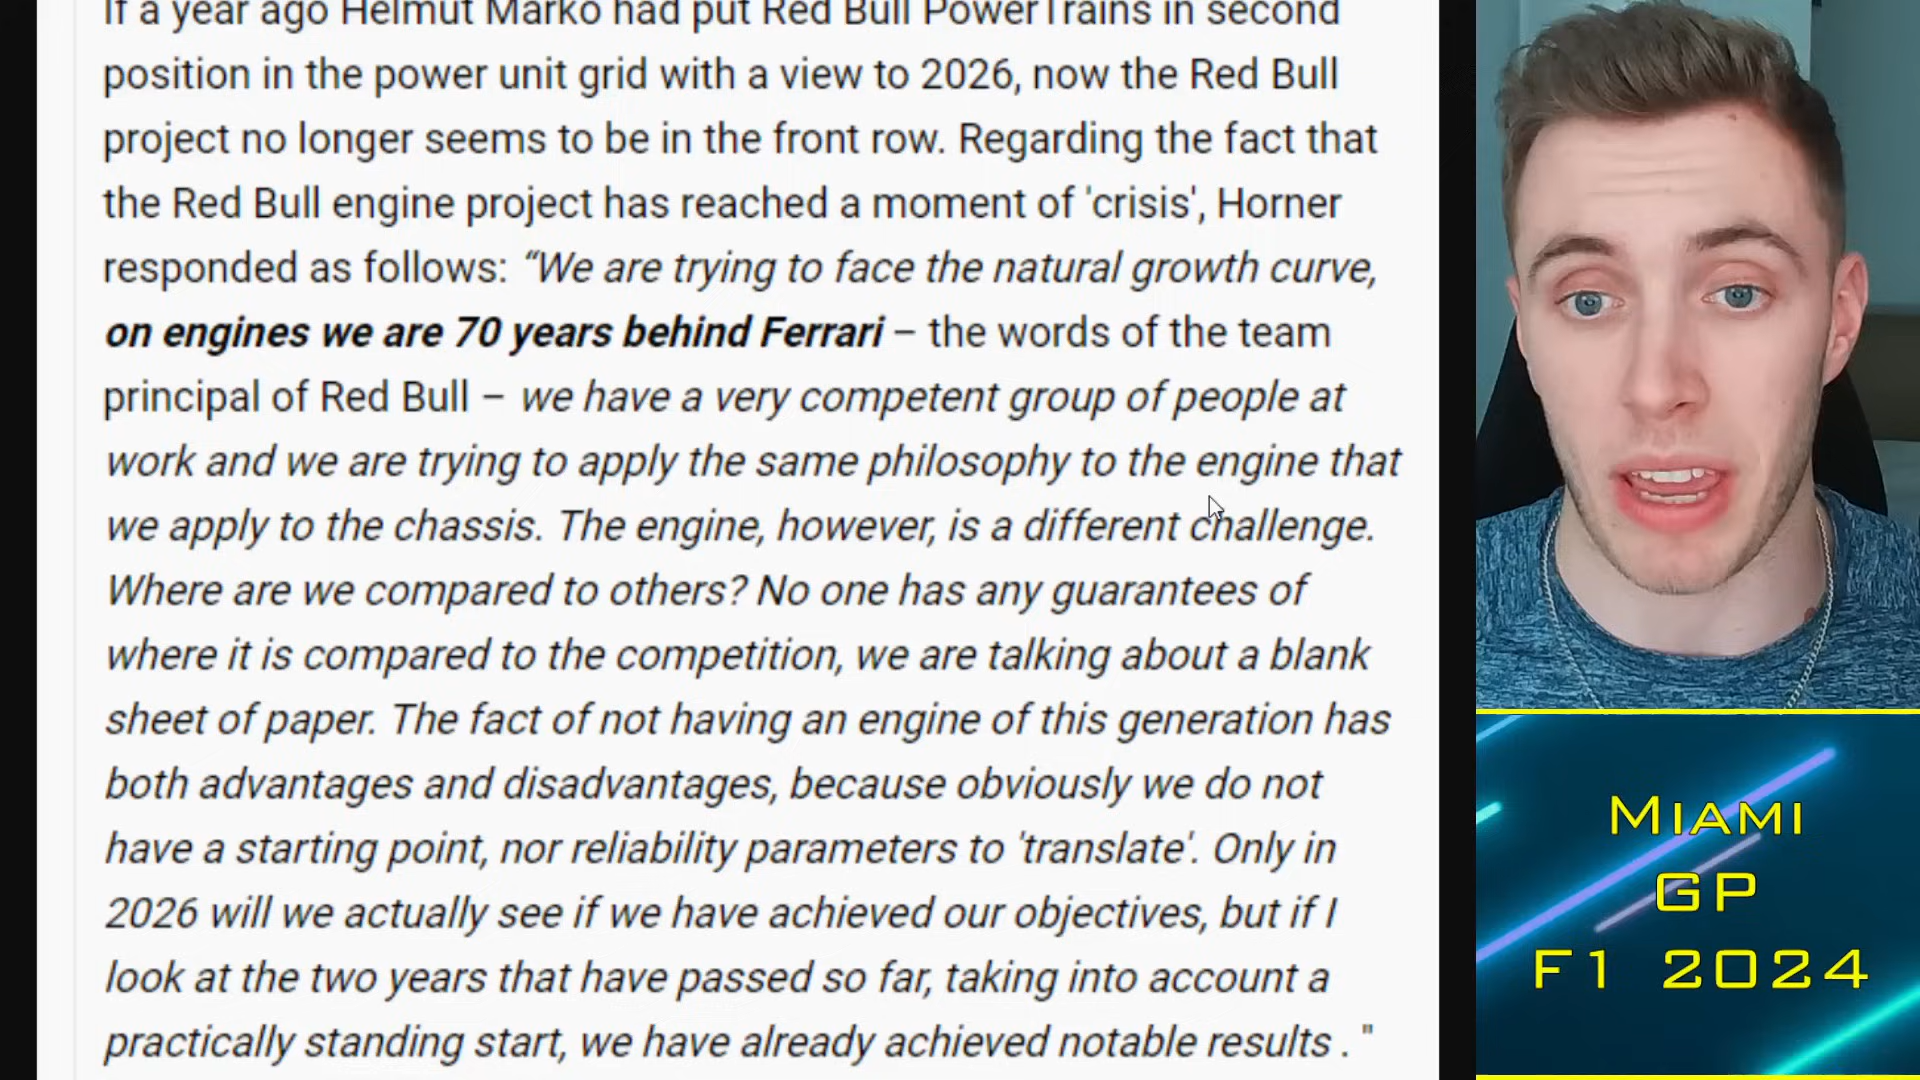 If a year ago Helmut Marko had put Red Bull PowerTrains in second
position in the power unit grid with a view to 2026, now the Red Bull
project no longer seems to be in the front row. Regarding the fact that
the Red Bull engine project has reached a moment of 'crisis', Horner
responded as follows: “We are trying to face the natural growth curve,
on engines we are 70 years behind Ferrari – the words of the team
principal of Red Bull – we have a very competent group of people at
work and we are trying to apply the same philosophy to the engine that
we apply to the chassis. The engine, however, is a different challenge.
Where are we compared to others? No one has any guarantees of
where it is compared to the competition, we are talking about a blank
sheet of paper. The fact of not having an engine of this generation has
both advantages and disadvantages, because obviously we do not
have a starting point, nor reliability parameters to 'translate'. Only in
2026 will we actually see if we have achieved our objectives, but if I
look at the two years that have passed so far, taking into account a
practically standing start, we have already achieved notable results . "
MIAMI
GP
F1 2024